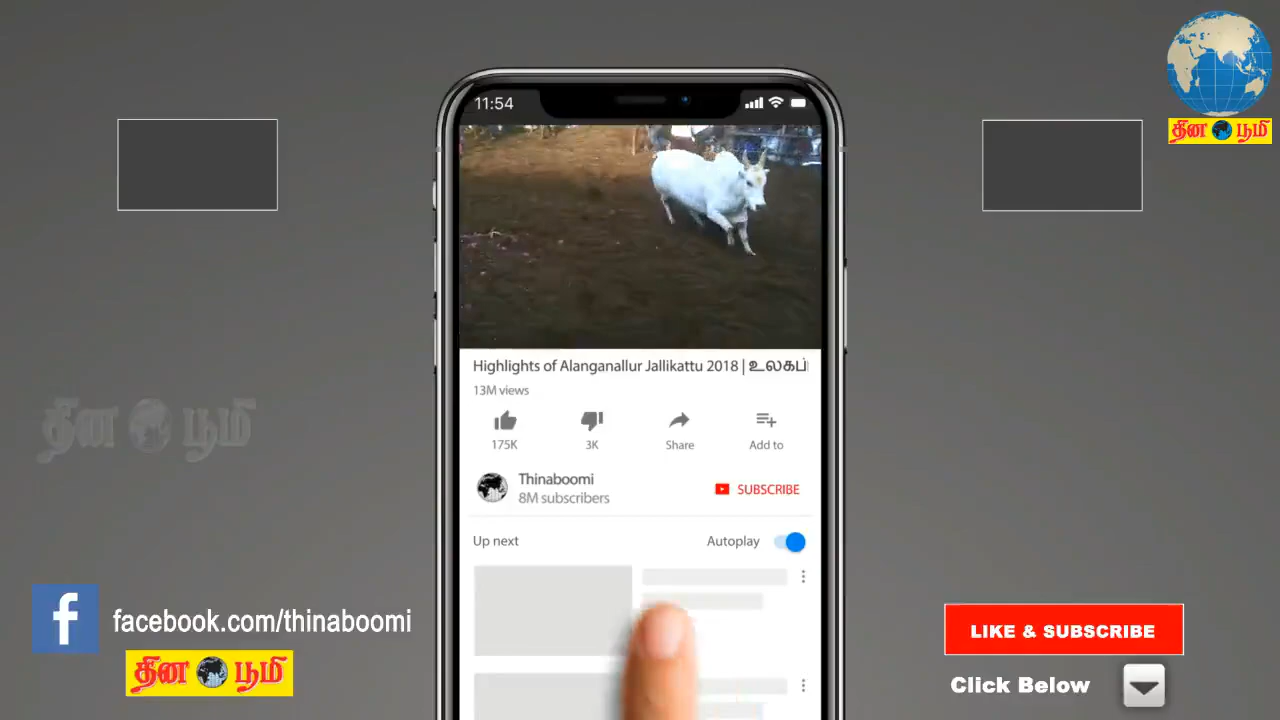 11:54
தின பூமி
Highlights of Alanganallur Jallikattu 2018 | உலகப்
13M views
175K
3K
Share
Add to
தின பூமி
Thinaboomi
8M subscribers
SUBSCRIBE
Up next
Autoplay
f
facebook.com/thinaboomi
தின பூமி
LIKE & SUBSCRIBE
Click Below